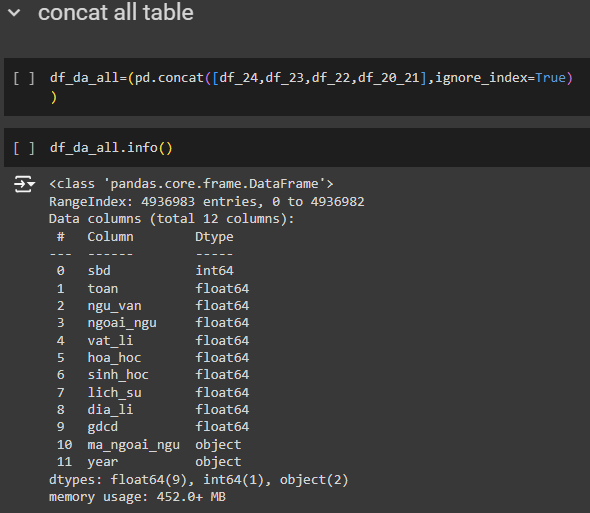 concat all table
[ ] df_da_all=(pd.concat([df_24,df_23,df_22,df_20_21],ignore_index=True)
)
[ ] df_da_all.info()
<class 'pandas.core.frame.DataFrame'>
RangeIndex: 4936983 entries, 0 to 4936982
Data columns (total 12 columns):
 #   Column       Dtype
---  ------       -----
 0   sbd          int64
 1   toan         float64
 2   ngu_van      float64
 3   ngoai_ngu    float64
 4   vat_li       float64
 5   hoa_hoc      float64
 6   sinh_hoc     float64
 7   lich_su      float64
 8   dia_li       float64
 9   gdcd         float64
 10  ma_ngoai_ngu object
 11  year         object
dtypes: float64(9), int64(1), object(2)
memory usage: 452.0+ MB